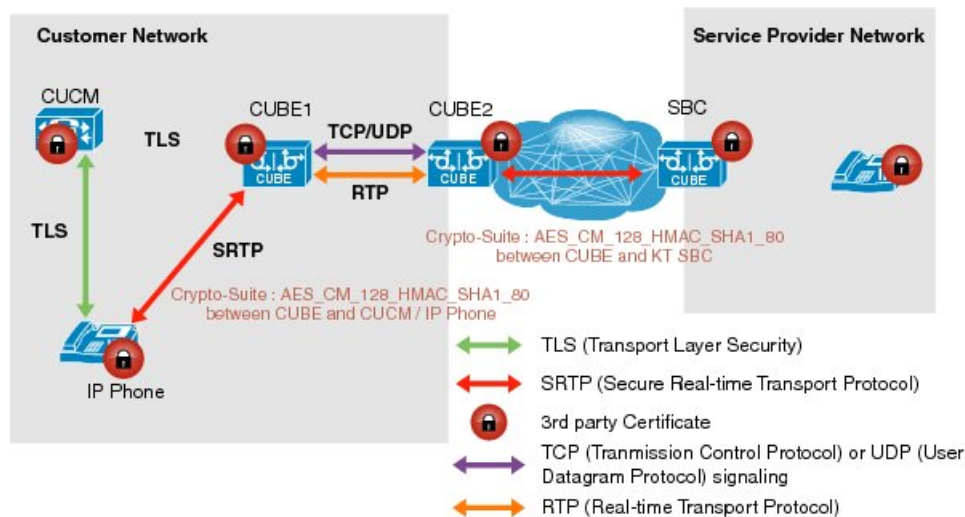 Customer Network
Service Provider Network
CUCM
TLS
CUBE1
TCP/UDP
CUBE2
SBC
CUBE
RTP
CUBE
CUBE
TLS
SRTP
Crypto-Suite : AES_CM_128_HMAC_SHA1_80
between CUBE and KT SBC
Crypto-Suite : AES_CM_128_HMAC_SHA1_80
between CUBE and CUCM / IP Phone
IP Phone
TLS (Transport Layer Security)
SRTP (Secure Real-time Transport Protocol)
3rd party Certificate
TCP (Tranmission Control Protocol) or UDP (User
Datagram Protocol) signaling
RTP (Real-time Transport Protocol)